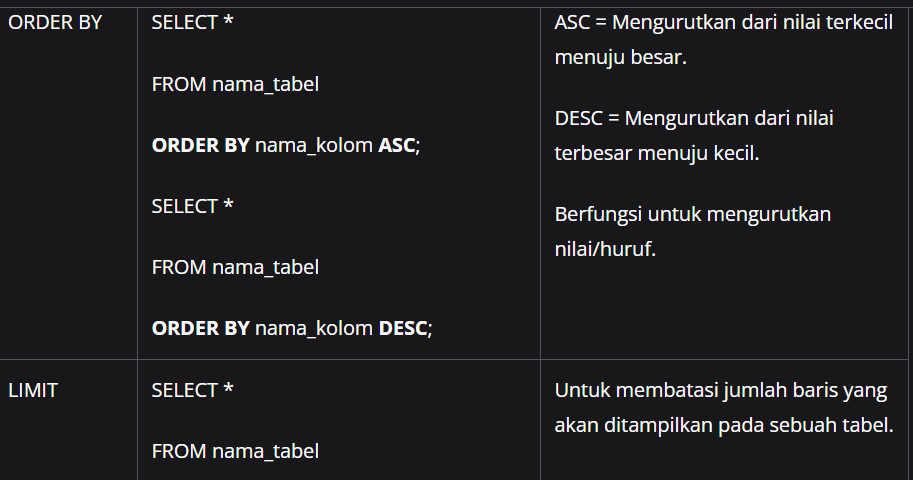 ORDER BY
SELECT *
FROM nama_tabel
ORDER BY nama_kolom ASC;
SELECT *
FROM nama_tabel
ORDER BY nama_kolom DESC;
ASC = Mengurutkan dari nilai terkecil
menuju besar.
DESC = Mengurutkan dari nilai
terbesar menuju kecil.
Berfungsi untuk mengurutkan
nilai/huruf.
LIMIT
SELECT *
FROM nama_tabel
Untuk membatasi jumlah baris yang
akan ditampilkan pada sebuah tabel.